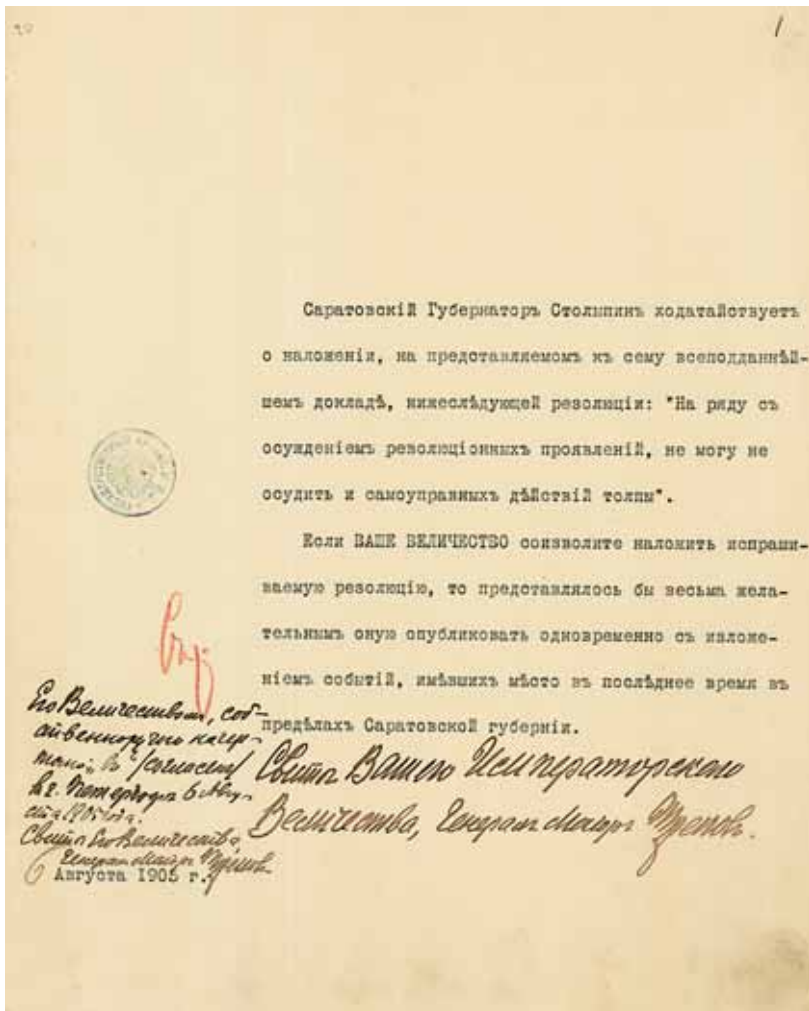 1
Саратовскій Губернаторъ Столыпинъ ходатайствуетъ
о наложеніи, на представляемомъ къ сему всеподданнѣй-
шемъ докладѣ, нижеслѣдующей резолюціи: "На ряду съ
осужденіемъ революціонныхъ проявленій, не могу не
осудить и самоуправныхъ дѣйствій толпы".
Если ВАШЕ ВЕЛИЧЕСТВО соизволите наложить испраши-
ваемую резолюцію, то представлялось бы весьма жела-
тельнымъ оную опубликовать одновременно съ изложе-
ніемъ событій, имѣвшихъ мѣсто въ послѣднее время въ
предѣлахъ Саратовской губерніи.
Свиты Вашего Императорскаго
Величества, Генералъ Маіоръ Треповъ.
Его Величествомъ, соб-
ственноручно начер-
тано: /согласенъ/
въ г. Петергофѣ 6 Авгу-
ста 1905 года.
Свиты Его Величества,
Генералъ Маіоръ Треповъ
6 Августа 1905 г.